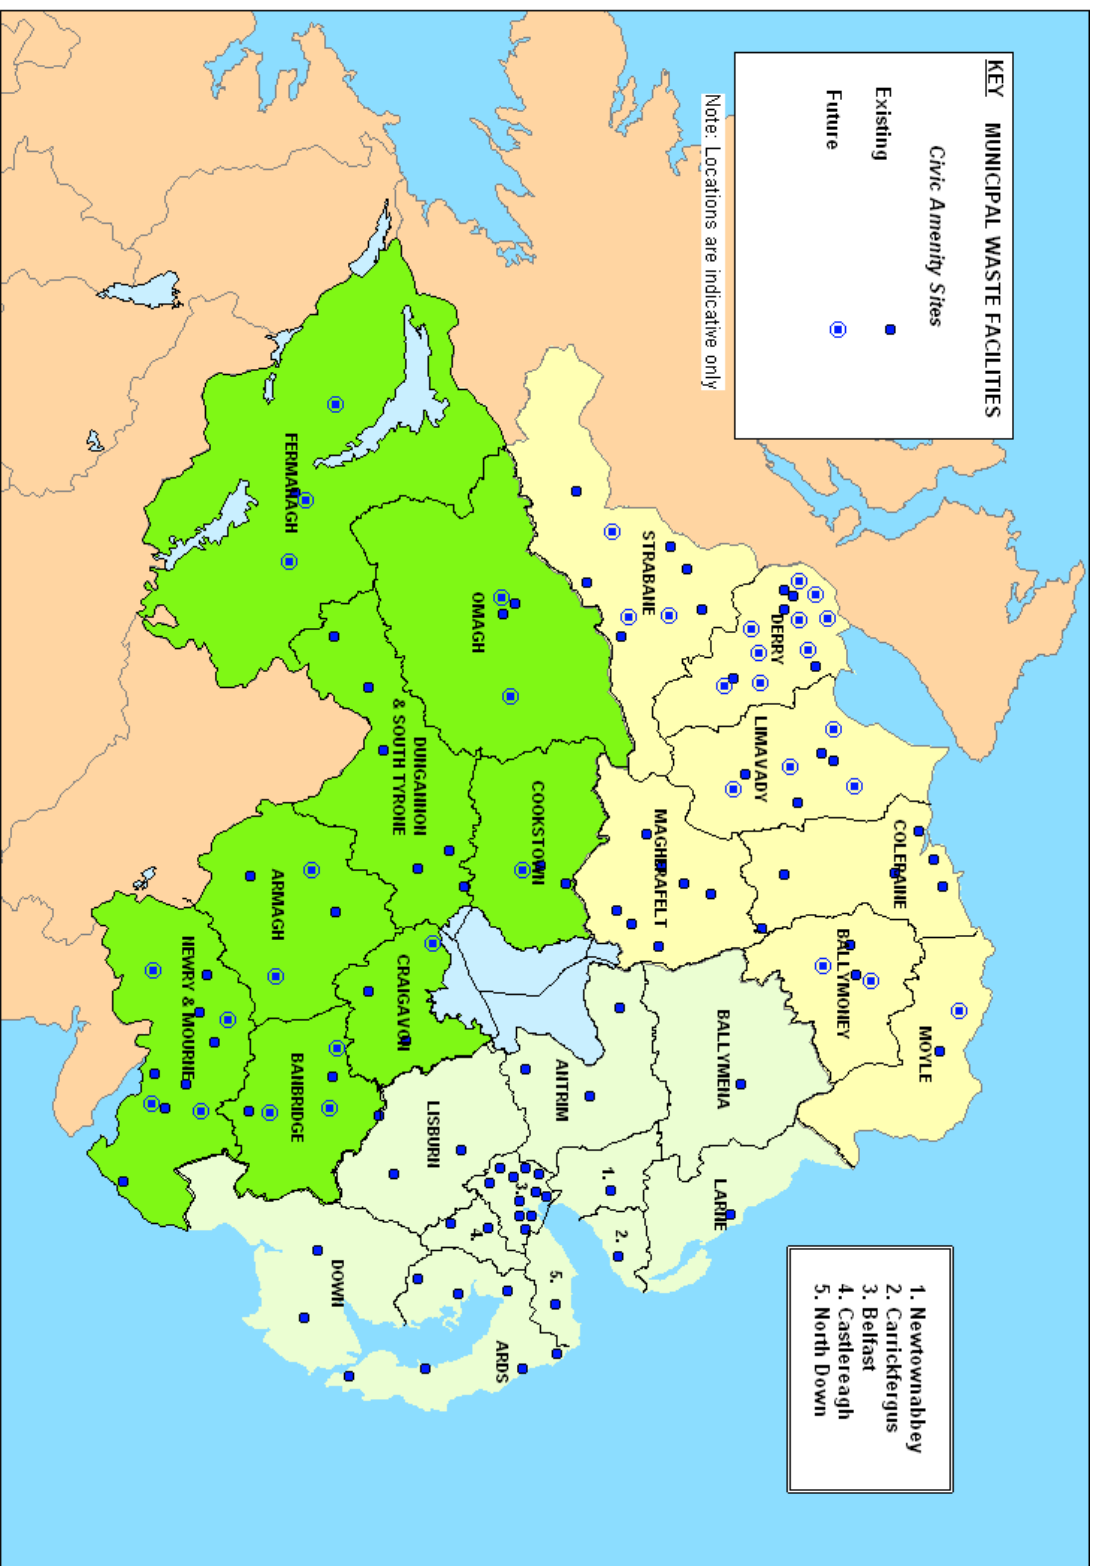 KEY MUNICIPAL WASTE FACILITIES
Civic Amenity Sites
Existing
Future
Note: Locations are indicative only
1. Newtownabbey
2. Carrickfergus
3. Belfast
4. Castlereagh
5. North Down
MOYLE
COLERAINE
BALLYMONEY
LIMAVADY
DERRY
STRABANE
MAGHERAFELT
BALLYMENA
LARNE
1.
2.
ANTRIM
3.
4.
5.
ARDS
LISBURN
DOWN
COOKSTOWN
OMAGH
FERMANAGH
DUNGANNON
& SOUTH TYRONE
CRAIGAVON
ARMAGH
BANBRIDGE
NEWRY & MOURNE